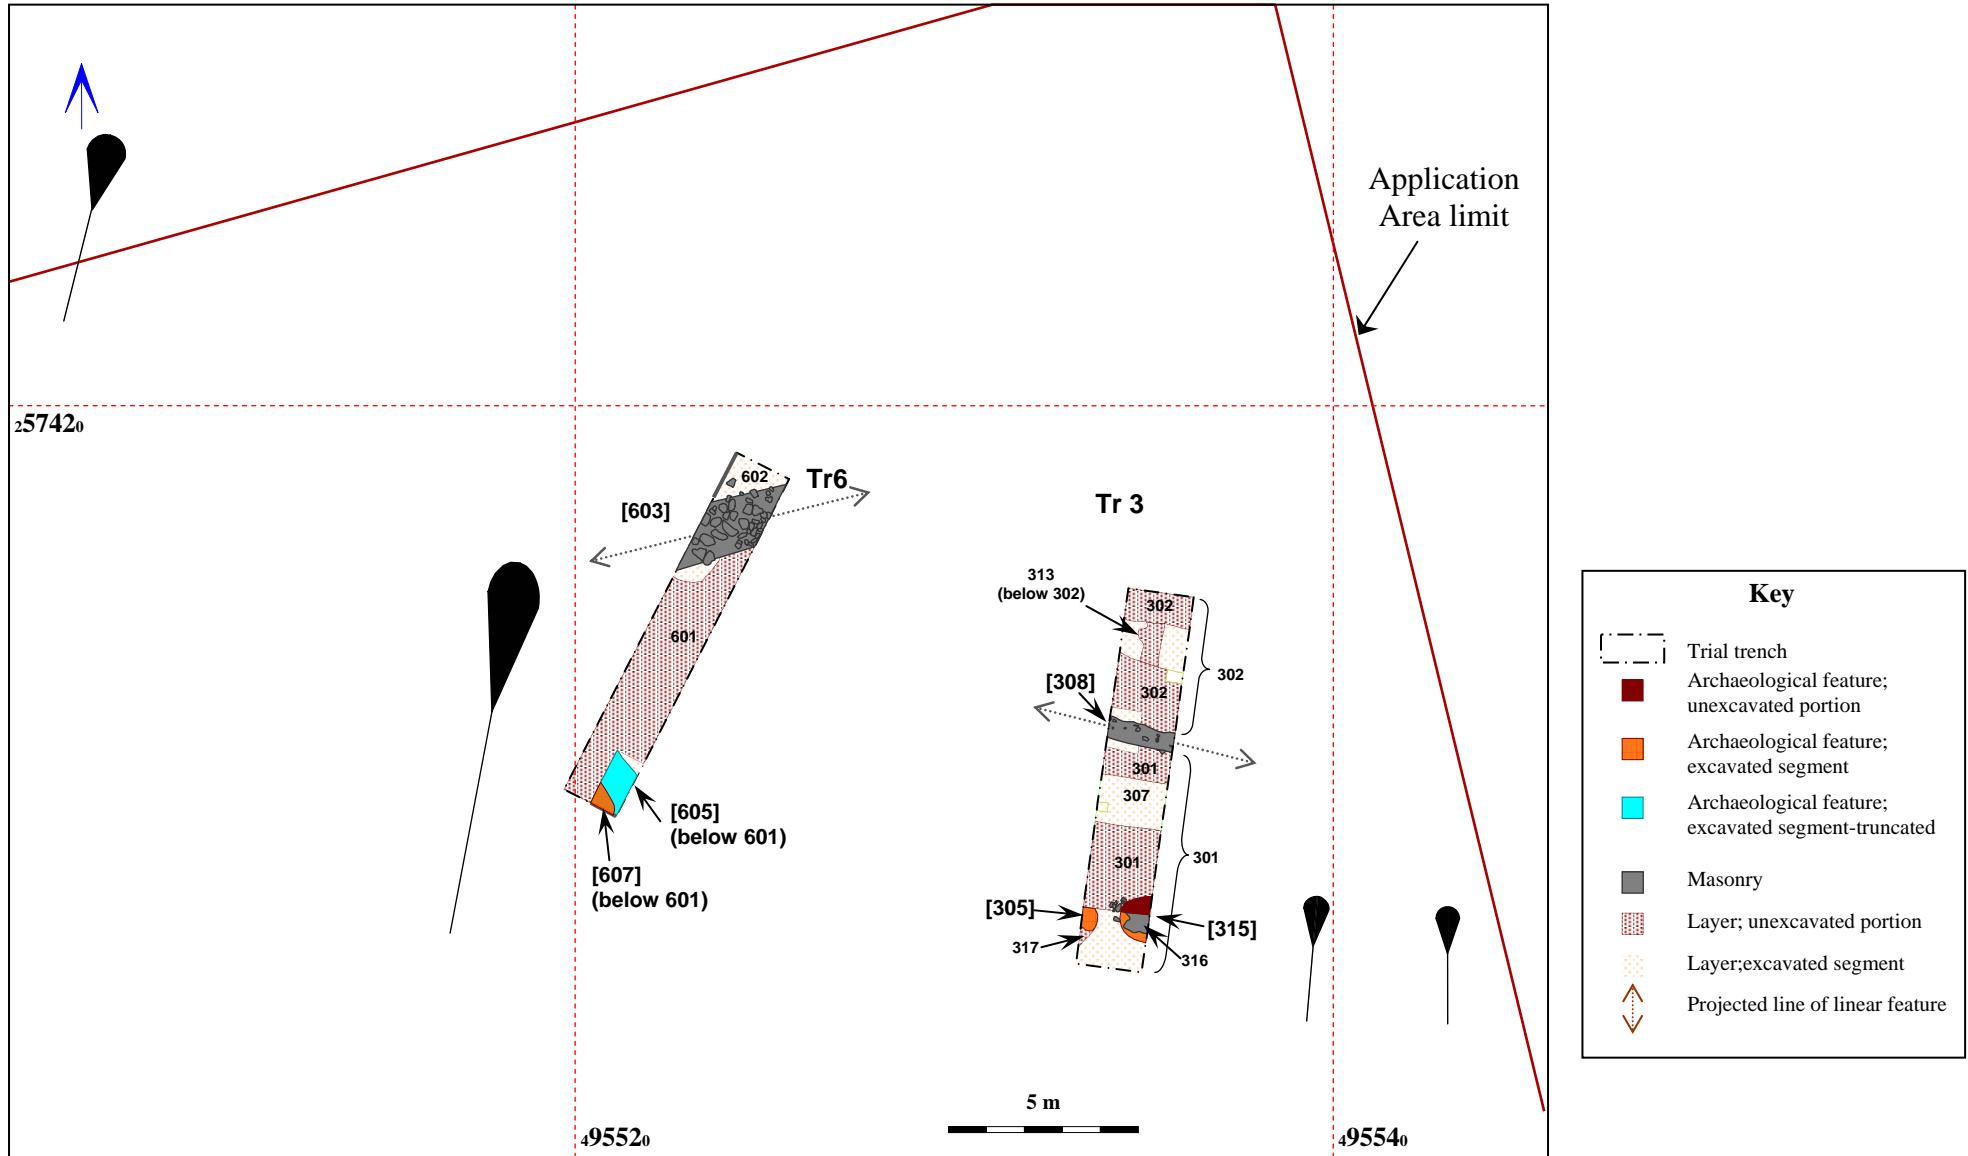 Application
Area limit
257420
602
Tr6
[603]
Tr 3
313
(below 302)
302
601
302
[308]
302
301
307
[605]
(below 601)
301
301
[607]
(below 601)
[305]
[315]
317
316
5 m
495520
495540
Key
Trial trench
Archaeological feature;
unexcavated portion
Archaeological feature;
excavated segment
Archaeological feature;
excavated segment-truncated
Masonry
Layer; unexcavated portion
Layer;excavated segment
Projected line of linear feature